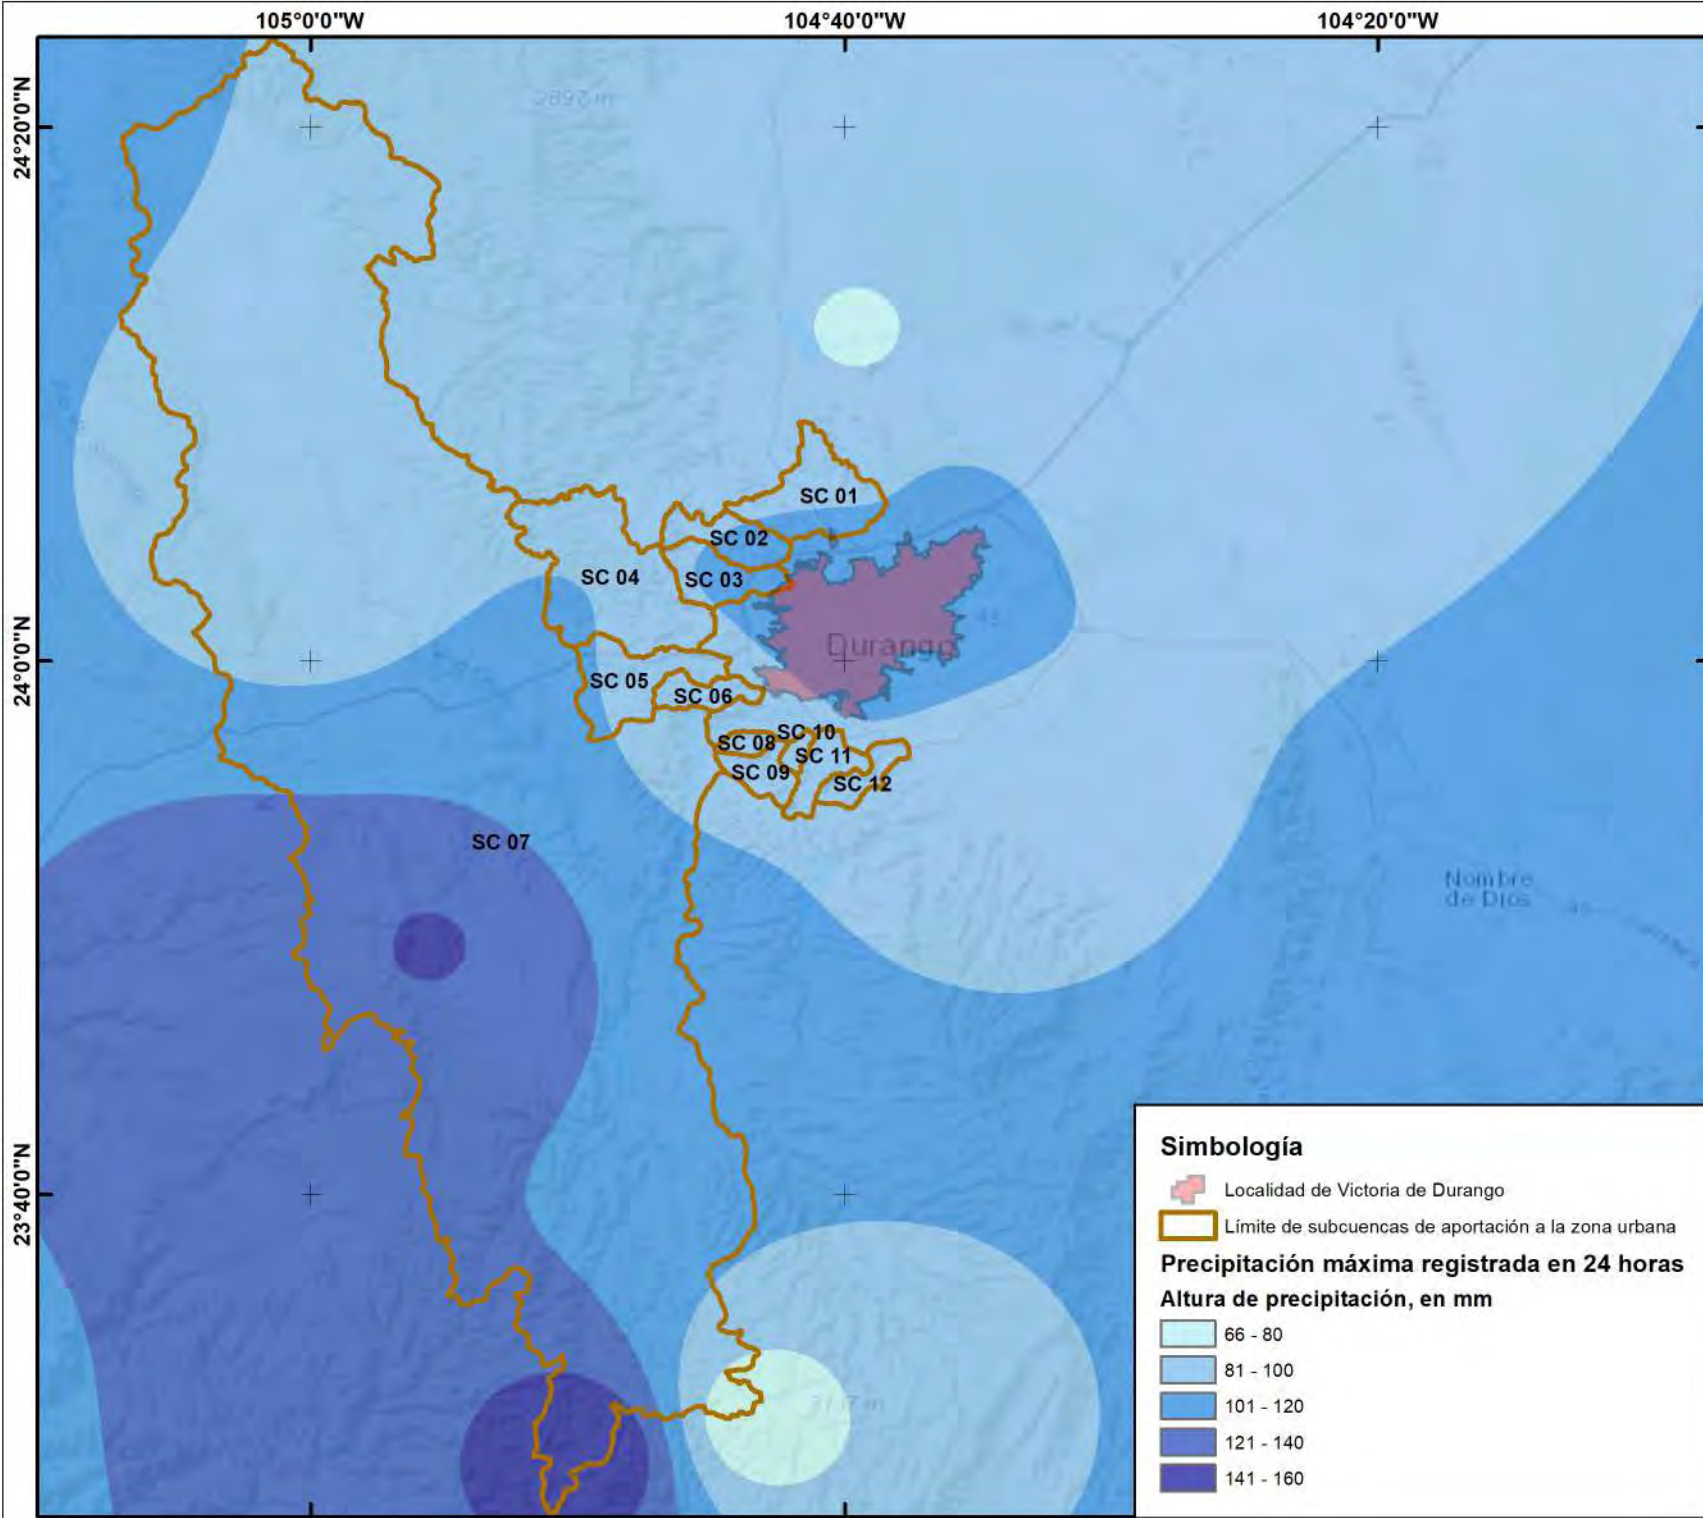 105°0'0"W
104°40'0"W
104°20'0"W
24°20'0"N
24°0'0"N
23°40'0"N
SC 01
SC 02
SC 03
SC 04
SC 05
SC 06
SC 10
SC 08
SC 11
SC 09
SC 12
SC 07
Durango
Nombre
de Dios
Simbología
Localidad de Victoria de Durango
Límite de subcuencas de aportación a la zona urbana
Precipitación máxima registrada en 24 horas
Altura de precipitación, en mm
66 - 80
81 - 100
101 - 120
121 - 140
141 - 160